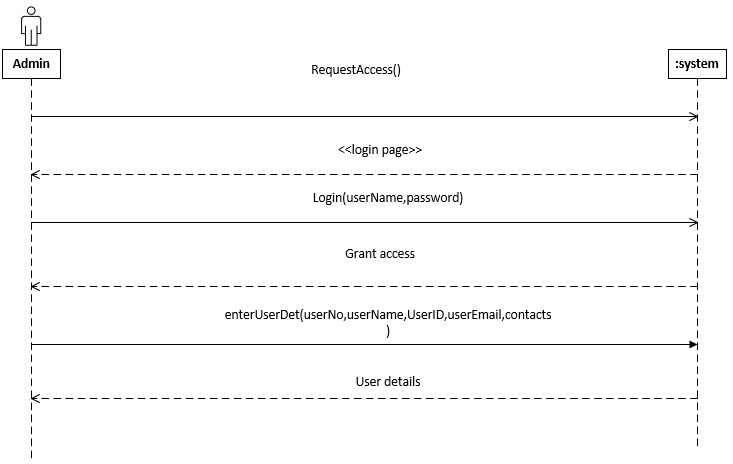 Admin
:system
RequestAccess()
<<login page>>
Login(userName,password)
Grant access
enterUserDet(userNo,userName,UserID,userEmail,contacts
)
User details